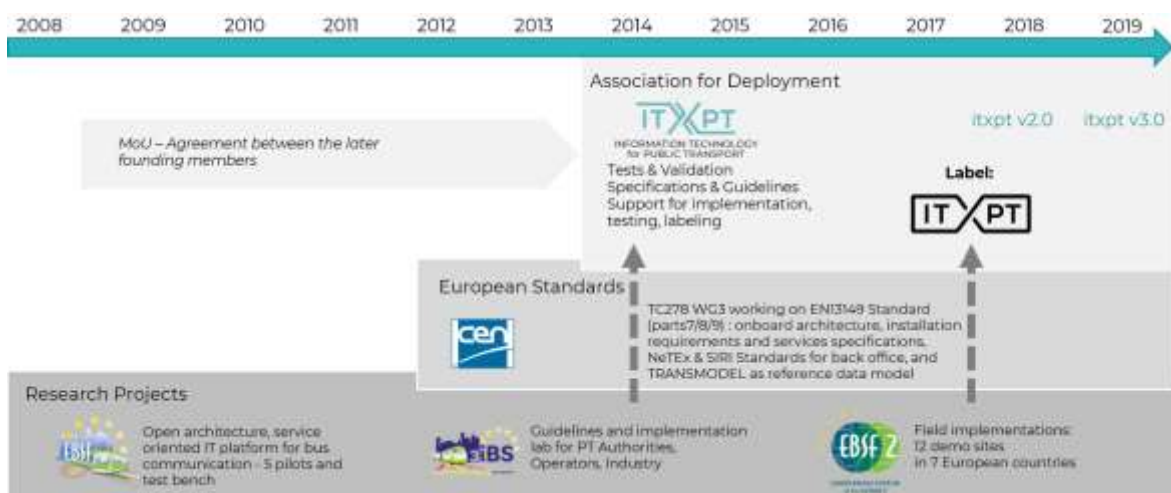 2008 2009 2010 2011 2012 2013 2014 2015 2016 2017 2018 2019
Association for Deployment
ITXPT
INFORMATION TECHNOLOGY
for PUBLIC TRANSPORT
itxpt v2.0 itxpt v3.0
MoU – Agreement between the later
founding members
Tests & Validation
Specifications & Guidelines
Support for implementation,
testing, labeling
Label:
IT PT
European Standards
cen
TC278 WG3 working on EN13149 Standard
(parts7/8/9) : onboard architecture, installation
requirements and services specifications,
NeTEx & SIRI Standards for back office, and
TRANSMODEL as reference data model
Research Projects
EBSF
Open architecture, service
oriented IT platform for bus
communication - 5 pilots and
test bench
iBS
Guidelines and implementation
lab for PT Authorities,
Operators, Industry
EBSF 2
Field implementations:
12 demo sites
in 7 European countries